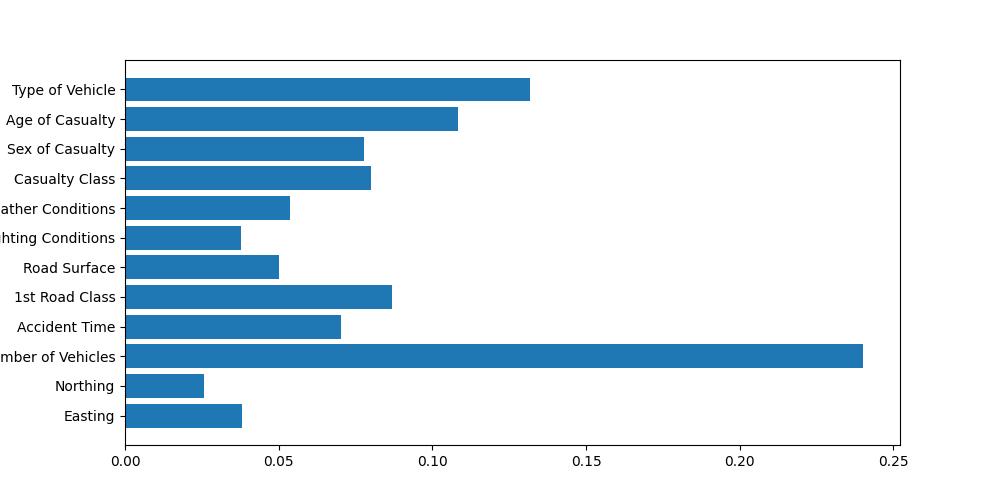 Type of Vehicle
Age of Casualty
Sex of Casualty
Casualty Class
ather Conditions
hting Conditions
Road Surface
1st Road Class
Accident Time
mber of Vehicles
Northing
Easting
0.00 0.05 0.10 0.15 0.20 0.25